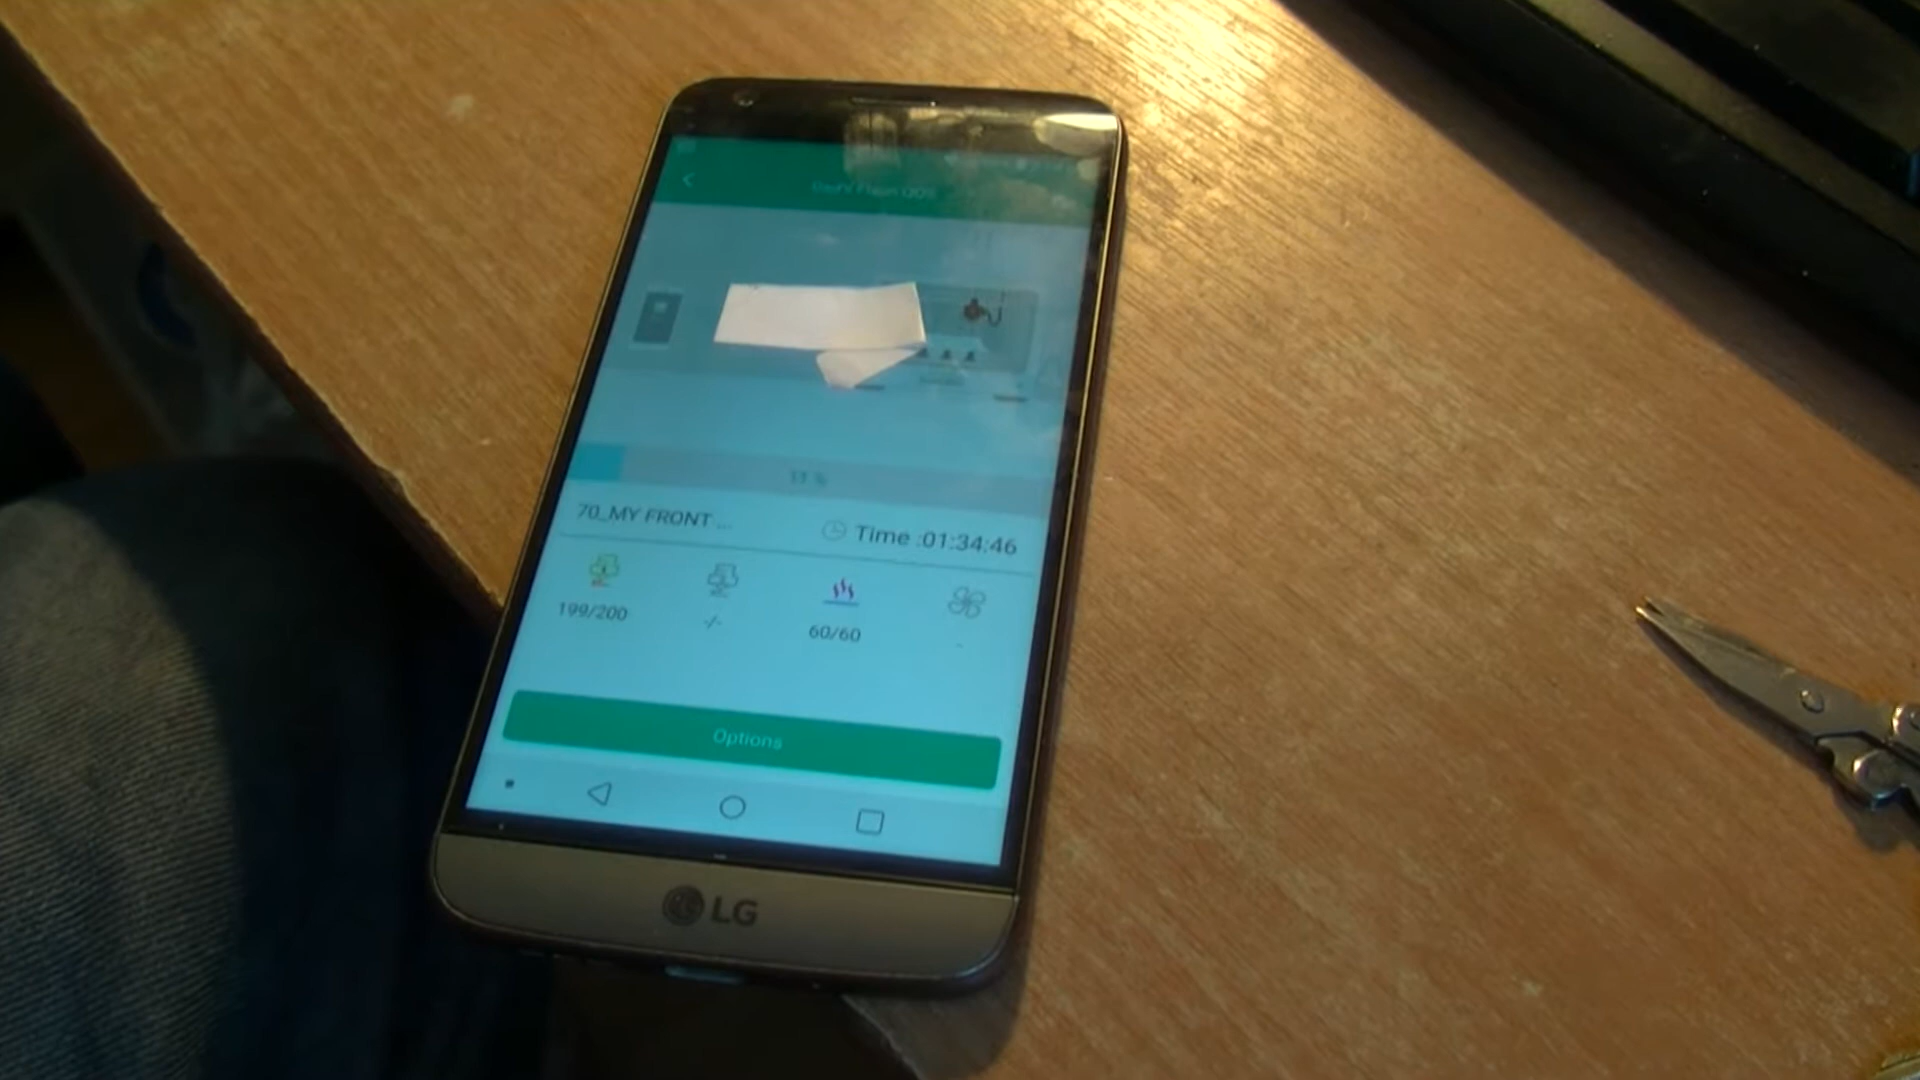 70_MY FRONT ...
Time :01:34:46
199/200
-/-
60/60
-
Options
LG